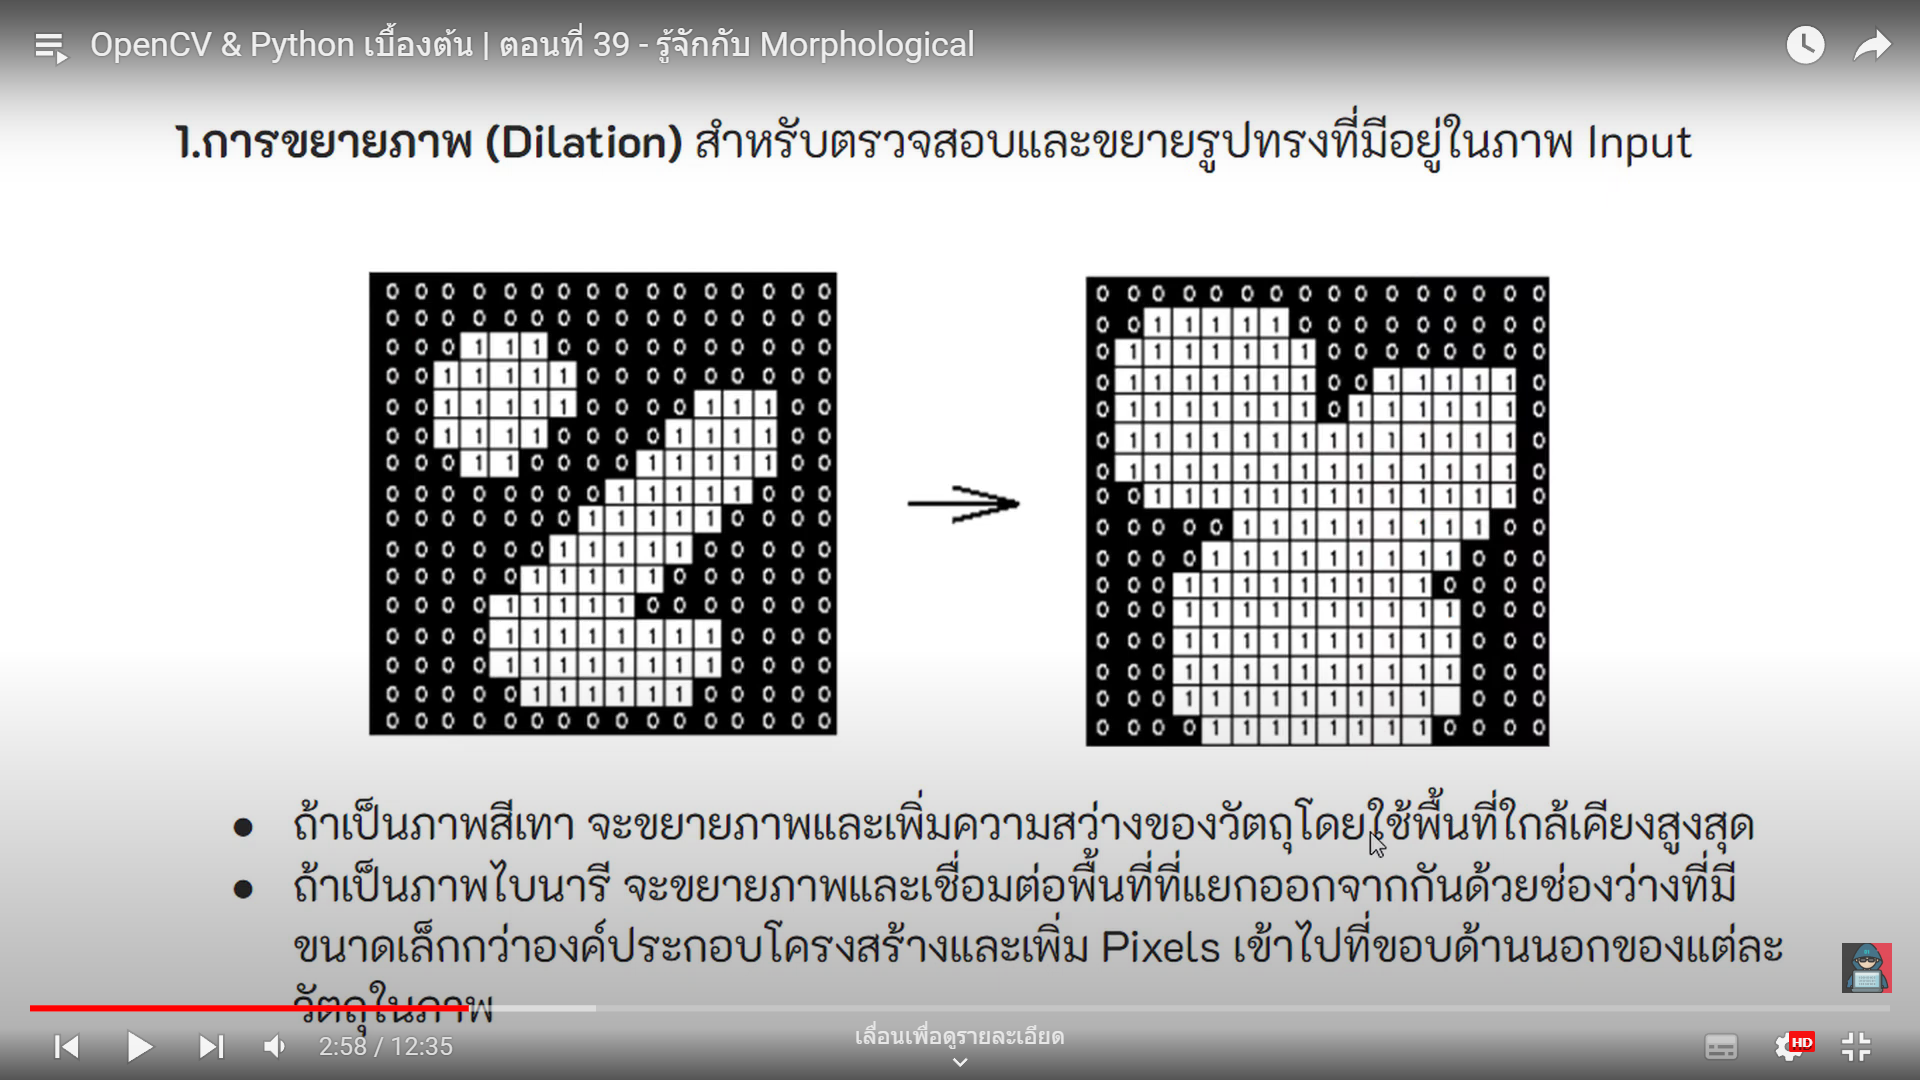 OpenCV & Python เบื้องต้น | ตอนที่ 39 - รู้จักกับ Morphological
1.การขยายภาพ (Dilation) สำหรับตรวจสอบและขยายรูปทรงที่มีอยู่ในภาพ Input
0 0 0 0 0 0 0 0 0 0 0 0 0 0 0 0
0 0 0 0 0 0 0 0 0 0 0 0 0 0 0 0
0 0 0 1 1 1 0 0 0 0 0 0 0 0 0 0
0 0 1 1 1 1 1 0 0 0 0 0 0 0 0 0
0 0 1 1 1 1 1 0 0 0 0 1 1 1 0 0
0 0 1 1 1 1 0 0 0 0 1 1 1 1 0 0
0 0 0 1 1 0 0 0 0 1 1 1 1 1 0 0
0 0 0 0 0 0 0 0 1 1 1 1 1 0 0 0
0 0 0 0 0 0 0 1 1 1 1 1 0 0 0 0
0 0 0 0 0 0 1 1 1 1 1 0 0 0 0 0
0 0 0 0 0 1 1 1 1 1 0 0 0 0 0 0
0 0 0 0 1 1 1 1 1 0 0 0 0 0 0 0
0 0 0 0 1 1 1 1 1 1 1 1 0 0 0 0
0 0 0 0 1 1 1 1 1 1 1 1 0 0 0 0
0 0 0 0 0 1 1 1 1 1 1 0 0 0 0 0
0 0 0 0 0 0 0 0 0 0 0 0 0 0 0 0
0 0 0 0 0 0 0 0 0 0 0 0 0 0 0 0
0 0 1 1 1 1 1 0 0 0 0 0 0 0 0 0
0 1 1 1 1 1 1 1 0 0 0 0 0 0 0 0
0 1 1 1 1 1 1 1 0 0 1 1 1 1 1 0
0 1 1 1 1 1 1 1 0 1 1 1 1 1 1 0
0 1 1 1 1 1 1 1 1 1 1 1 1 1 1 0
0 1 1 1 1 1 1 1 1 1 1 1 1 1 1 0
0 0 1 1 1 1 1 1 1 1 1 1 1 1 1 0
0 0 0 0 0 1 1 1 1 1 1 1 1 1 0 0
0 0 0 0 1 1 1 1 1 1 1 1 1 0 0 0
0 0 0 1 1 1 1 1 1 1 1 1 0 0 0 0
0 0 0 1 1 1 1 1 1 1 1 1 1 0 0 0
0 0 0 1 1 1 1 1 1 1 1 1 1 0 0 0
0 0 0 1 1 1 1 1 1 1 1 1 1 0 0 0
0 0 0 1 1 1 1 1 1 1 1 1 0 0 0
0 0 0 0 1 1 1 1 1 1 1 1 0 0 0 0
● ถ้าเป็นภาพสีเทา จะขยายภาพและเพิ่มความสว่างของวัตถุโดยใช้พื้นที่ใกล้เคียงสูงสุด
● ถ้าเป็นภาพไบนารี จะขยายภาพและเชื่อมต่อพื้นที่ที่แยกออกจากกันด้วยช่องว่างที่มี
ขนาดเล็กกว่าองค์ประกอบโครงสร้างและเพิ่ม Pixels เข้าไปที่ขอบด้านนอกของแต่ละ
วัตถุในภาพ
2:58 / 12:35
เลื่อนเพื่อดูรายละเอียด
HD